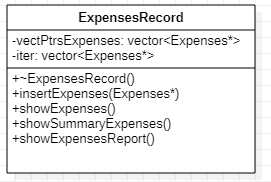 ExpensesRecord
-vectPtrsExpenses: vector<Expenses*>
-iter: vector<Expenses*>
+~ExpensesRecord()
+insertExpenses(Expenses*)
+showExpenses()
+showSummaryExpenses()
+showExpensesReport()